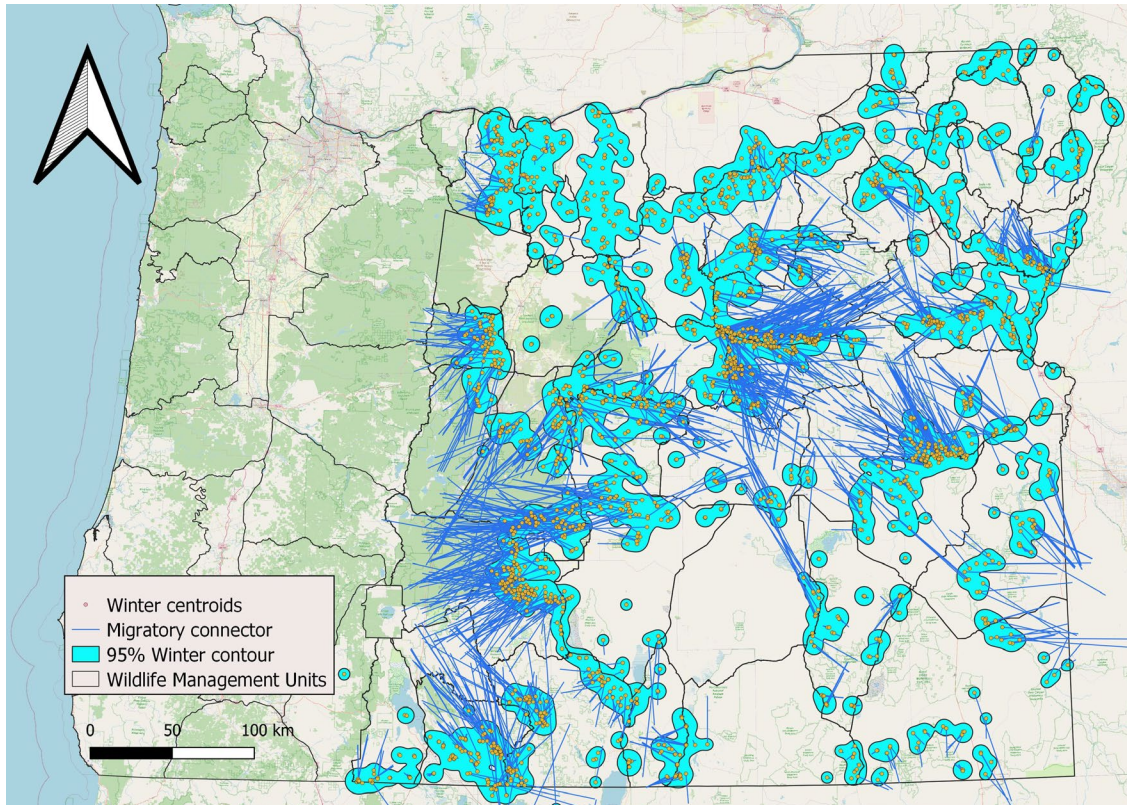 Winter centroids
Migratory connector
95% Winter contour
Wildlife Management Units
0 50 100 km